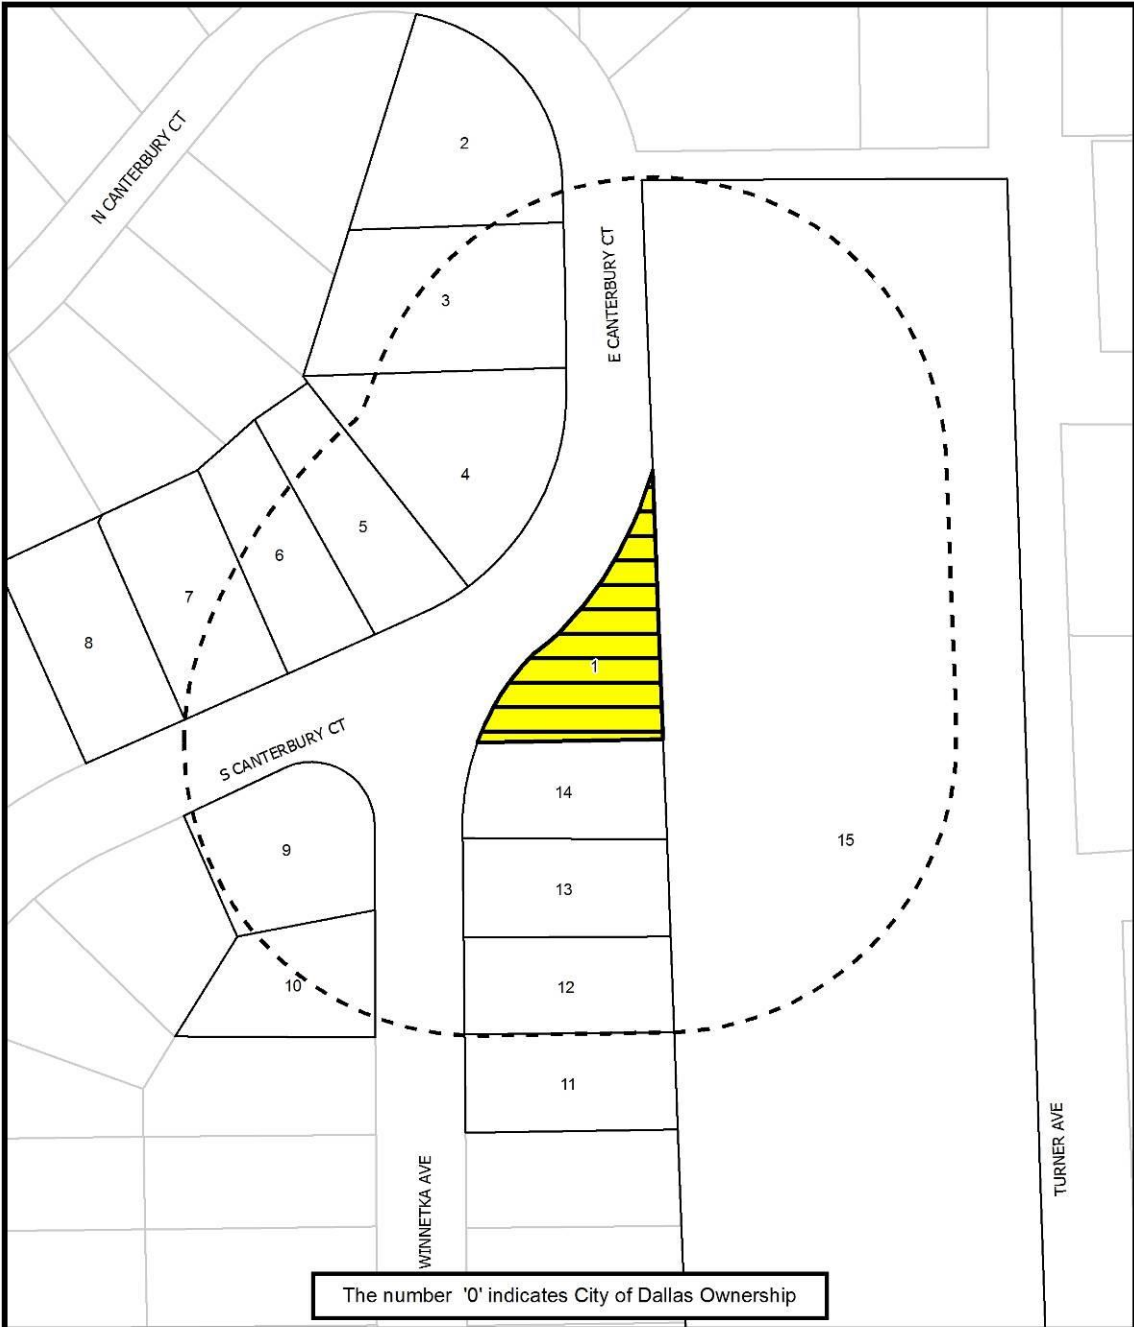 2
N CANTERBURY CT
3
E CANTERBURY CT
4
5
6
7
8
1
S CANTERBURY CT
14
15
9
13
10
12
11
TURNER AVE
WINNETKA AVE
The number '0' indicates City of Dallas Ownership